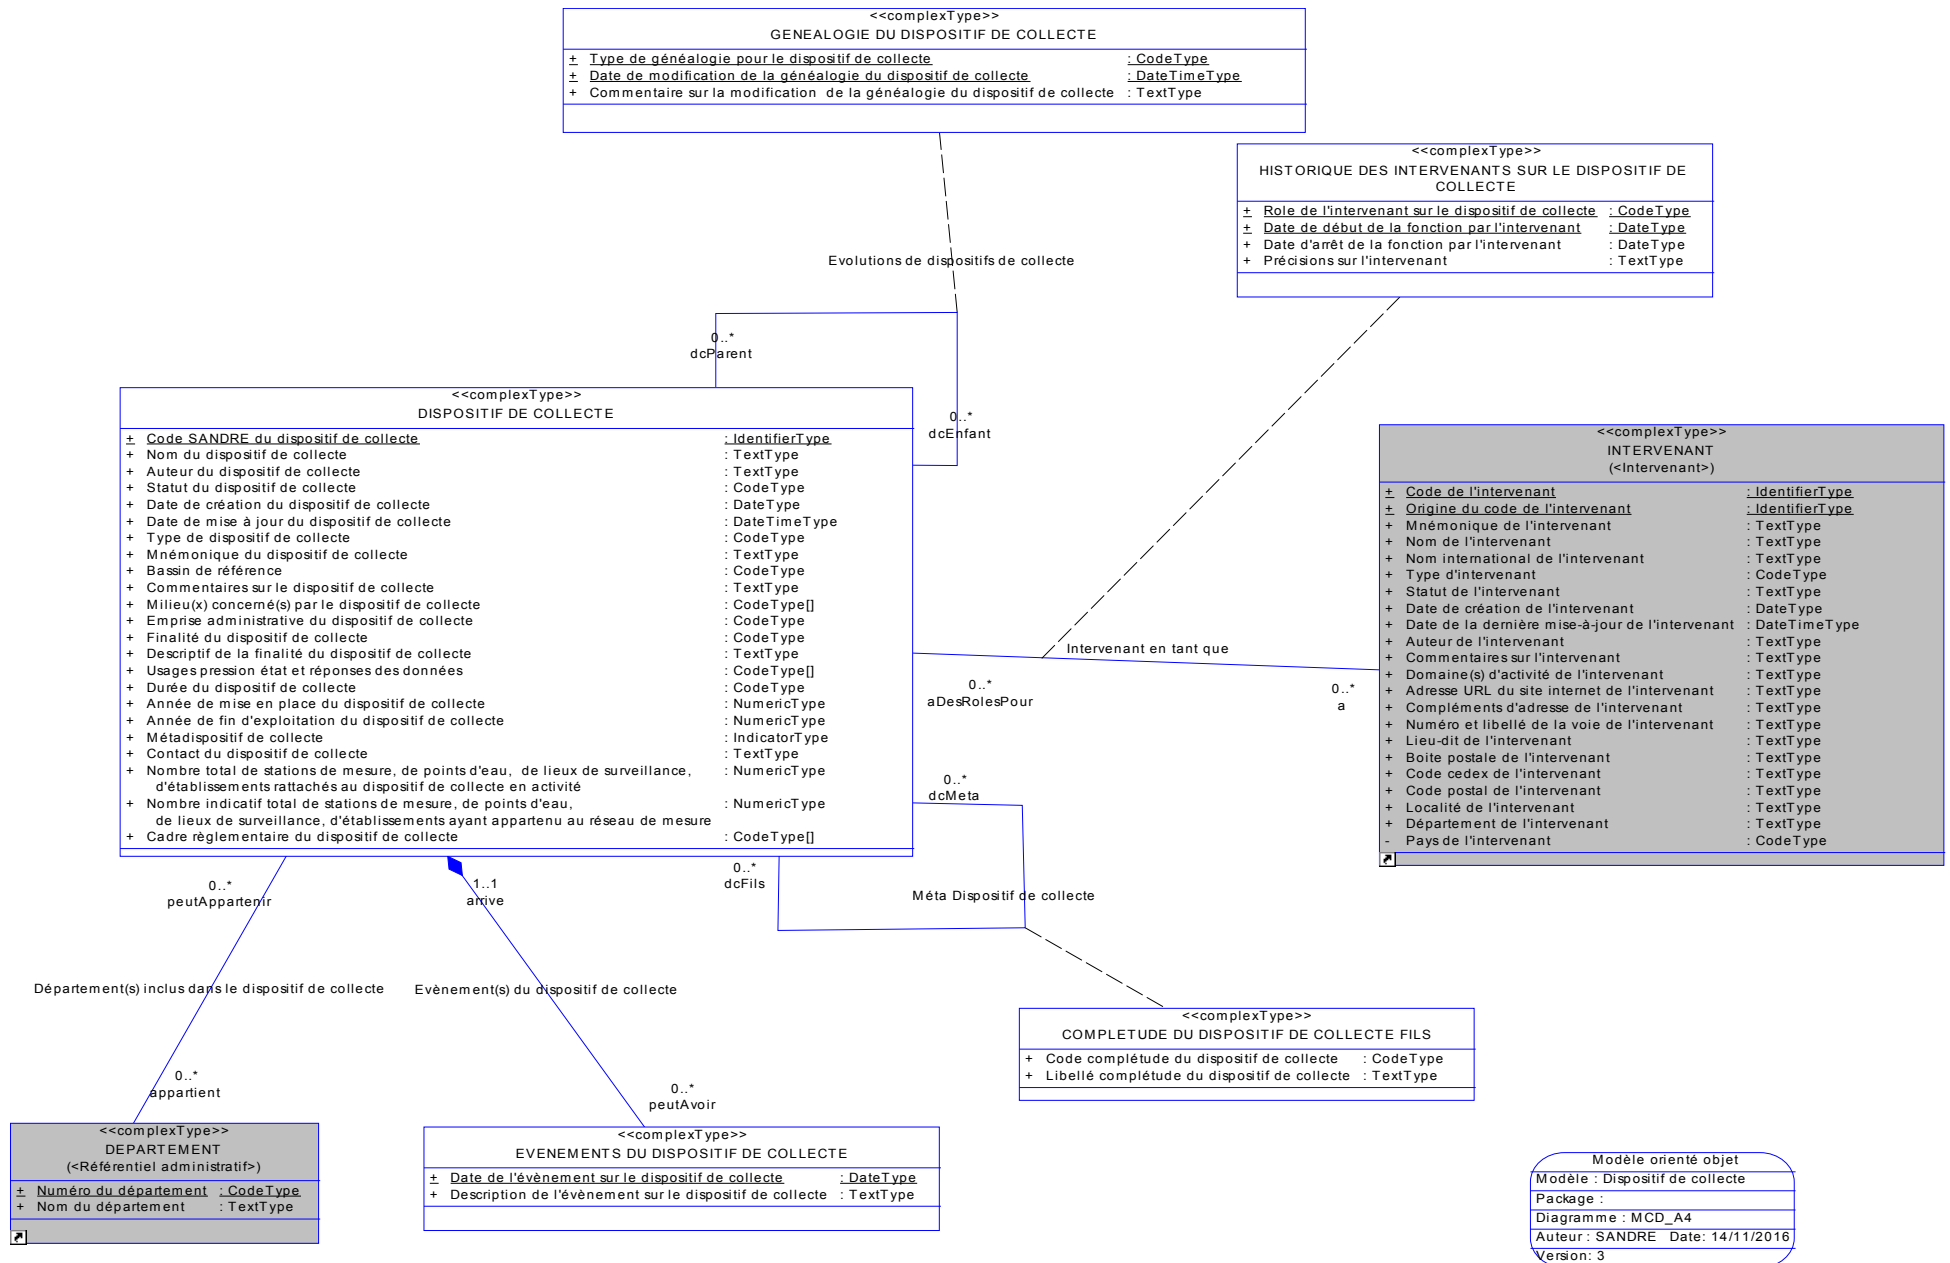 <<complexType>>
GENEALOGIE DU DISPOSITIF DE COLLECTE
+ Type de généalogie pour le dispositif de collecte : CodeType
+ Date de modification de la généalogie du dispositif de collecte : DateTimeType
+ Commentaire sur la modification de la généalogie du dispositif de collecte : TextType
<<complexType>>
HISTORIQUE DES INTERVENANTS SUR LE DISPOSITIF DE
COLLECTE
+ Role de l'intervenant sur le dispositif de collecte : CodeType
+ Date de début de la fonction par l'intervenant : DateType
+ Date d'arrêt de la fonction par l'intervenant : DateType
+ Précisions sur l'intervenant : TextType
Evolutions de dispositifs de collecte
0..*
dcParent
0..*
dcEnfant
<<complexType>>
DISPOSITIF DE COLLECTE
+ Code SANDRE du dispositif de collecte : IdentifierType
+ Nom du dispositif de collecte : TextType
+ Auteur du dispositif de collecte : TextType
+ Statut du dispositif de collecte : CodeType
+ Date de création du dispositif de collecte : DateType
+ Date de mise à jour du dispositif de collecte : DateTimeType
+ Type de dispositif de collecte : CodeType
+ Mnémonique du dispositif de collecte : TextType
+ Bassin de référence : CodeType
+ Commentaires sur le dispositif de collecte : TextType
+ Milieu(x) concerné(s) par le dispositif de collecte : CodeType[]
+ Emprise administrative du dispositif de collecte : CodeType
+ Finalité du dispositif de collecte : CodeType
+ Descriptif de la finalité du dispositif de collecte : TextType
+ Usages pression état et réponses des données : CodeType[]
+ Durée du dispositif de collecte : CodeType
+ Année de mise en place du dispositif de collecte : NumericType
+ Année de fin d'exploitation du dispositif de collecte : NumericType
+ Métadispositif de collecte : IndicatorType
+ Contact du dispositif de collecte : TextType
+ Nombre total de stations de mesure, de points d'eau, de lieux de surveillance, : NumericType
d'établissements rattachés au dispositif de collecte en activité
+ Nombre indicatif total de stations de mesure, de points d'eau, : NumericType
de lieux de surveillance, d'établissements ayant appartenu au réseau de mesure
+ Cadre règlementaire du dispositif de collecte : CodeType[]
<<complexType>>
INTERVENANT
(<Intervenant>)
+ Code de l'intervenant : IdentifierType
+ Origine du code de l'intervenant : IdentifierType
+ Mnémonique de l'intervenant : TextType
+ Nom de l'intervenant : TextType
+ Nom international de l'intervenant : TextType
+ Type d'intervenant : CodeType
+ Statut de l'intervenant : TextType
+ Date de création de l'intervenant : DateType
+ Date de la dernière mise-à-jour de l'intervenant : DateTimeType
+ Auteur de l'intervenant : TextType
+ Commentaires sur l'intervenant : TextType
+ Domaine(s) d'activité de l'intervenant : TextType
+ Adresse URL du site internet de l'intervenant : TextType
+ Compléments d'adresse de l'intervenant : TextType
+ Numéro et libellé de la voie de l'intervenant : TextType
+ Lieu-dit de l'intervenant : TextType
+ Boite postale de l'intervenant : TextType
+ Code cedex de l'intervenant : TextType
+ Code postal de l'intervenant : TextType
+ Localité de l'intervenant : TextType
+ Département de l'intervenant : TextType
- Pays de l'intervenant : CodeType
Intervenant en tant que
0..*
aDesRolesPour
0..*
a
0..*
dcMeta
0..*
dcFils
Méta Dispositif de collecte
0..*
peutAppartenir
1..1
arrive
Département(s) inclus dans le dispositif de collecte
Evènement(s) du dispositif de collecte
0..*
appartient
0..*
peutAvoir
<<complexType>>
COMPLETUDE DU DISPOSITIF DE COLLECTE FILS
+ Code complétude du dispositif de collecte : CodeType
+ Libellé complétude du dispositif de collecte : TextType
<<complexType>>
DEPARTEMENT
(<Référentiel administratif>)
+ Numéro du département : CodeType
+ Nom du département : TextType
<<complexType>>
EVENEMENTS DU DISPOSITIF DE COLLECTE
+ Date de l'évènement sur le dispositif de collecte : DateType
+ Description de l'évènement sur le dispositif de collecte : TextType
Modèle orienté objet
Modèle : Dispositif de collecte
Package :
Diagramme : MCD_A4
Auteur : SANDRE Date: 14/11/2016
Version: 3